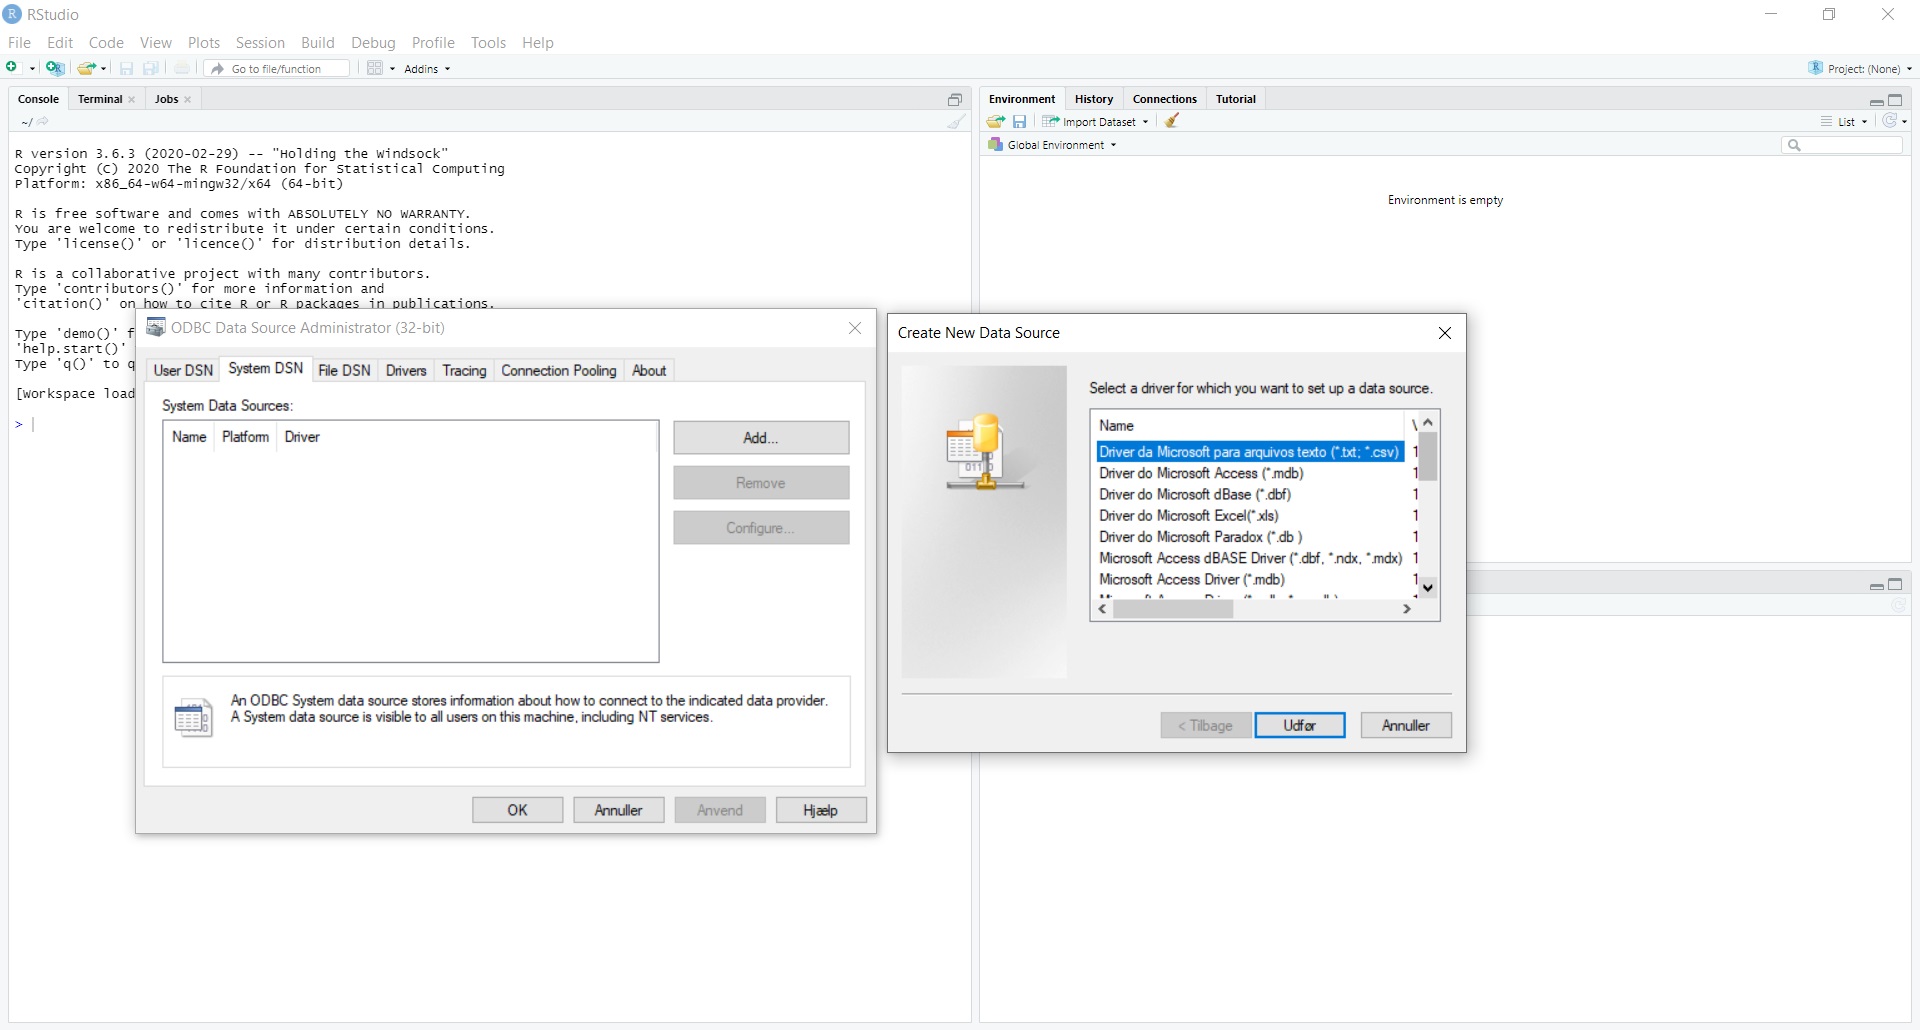 RStudio
File Edit Code View Plots Session Build Debug Profile Tools Help
Go to file/function Addins Project: (None)
Console Terminal Jobs
~/
R version 3.6.3 (2020-02-29) -- "Holding the Windsock"
Copyright (C) 2020 The R Foundation for Statistical Computing
Platform: x86_64-w64-mingw32/x64 (64-bit)
R is free software and comes with ABSOLUTELY NO WARRANTY.
You are welcome to redistribute it under certain conditions.
Type 'license()' or 'licence()' for distribution details.
R is a collaborative project with many contributors.
Type 'contributors()' for more information and
'citation()' on how to cite R or R packages in publications.
Type 'demo()' f
'help.start()'
Type 'q()' to q
[Workspace load
>
Environment History Connections Tutorial
Import Dataset List
Global Environment
Environment is empty
ODBC Data Source Administrator (32-bit)
User DSN System DSN File DSN Drivers Tracing Connection Pooling About
System Data Sources:
Name Platform Driver
Add...
Remove
Configure...
An ODBC System data source stores information about how to connect to the indicated data provider.
A System data source is visible to all users on this machine, including NT services.
OK Annuller Anvend Hjælp
Create New Data Source
Select a driver for which you want to set up a data source.
Name
Driver da Microsoft para arquivos texto (*.txt; *.csv) 1
Driver do Microsoft Access (*.mdb) 1
Driver do Microsoft dBase (*.dbf) 1
Driver do Microsoft Excel(*.xls) 1
Driver do Microsoft Paradox (*.db ) 1
Microsoft Access dBASE Driver (*.dbf, *.ndx, *.mdx) 1
Microsoft Access Driver (*.mdb) 1
< Tilbage Udfør Annuller